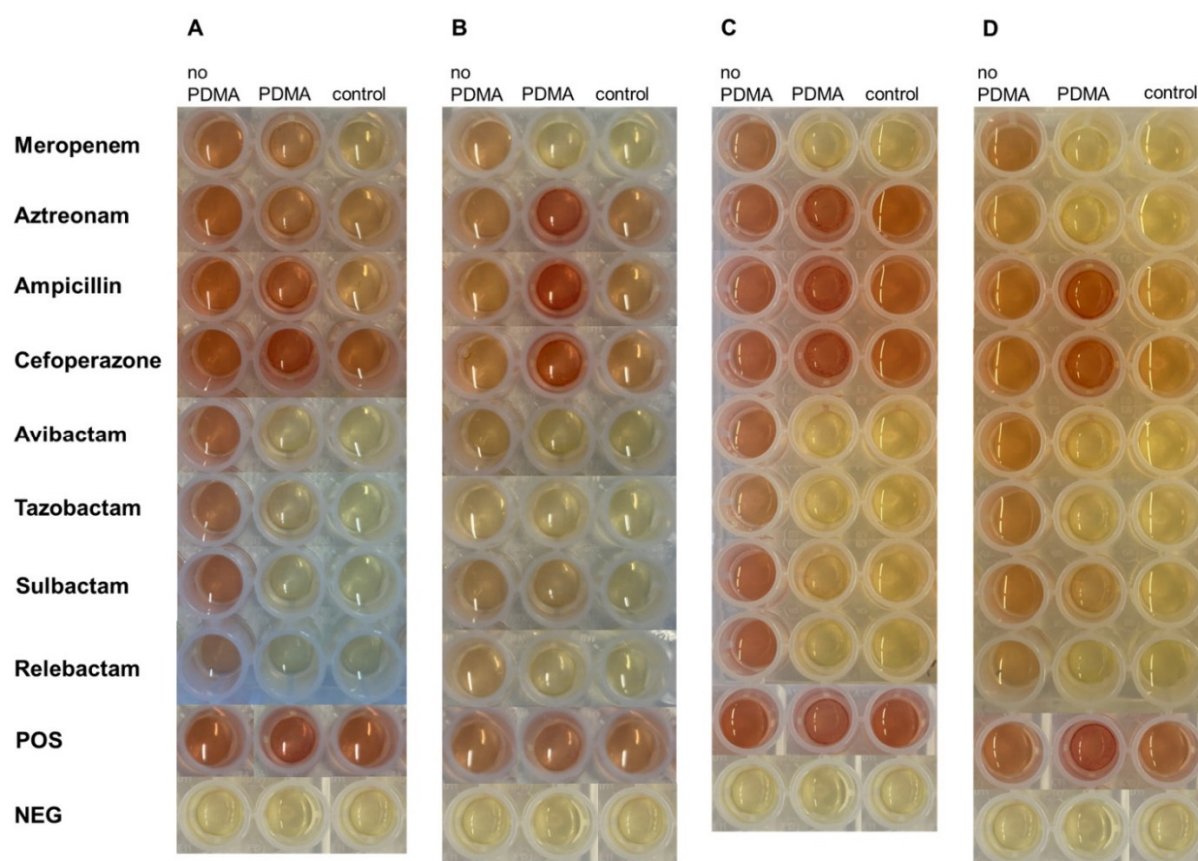 A B C D
no no no no
PDMA PDMA control PDMA PDMA control PDMA PDMA control PDMA PDMA control
Meropenem
Aztreonam
Ampicillin
Cefoperazone
Avibactam
Tazobactam
Sulbactam
Relebactam
POS
NEG